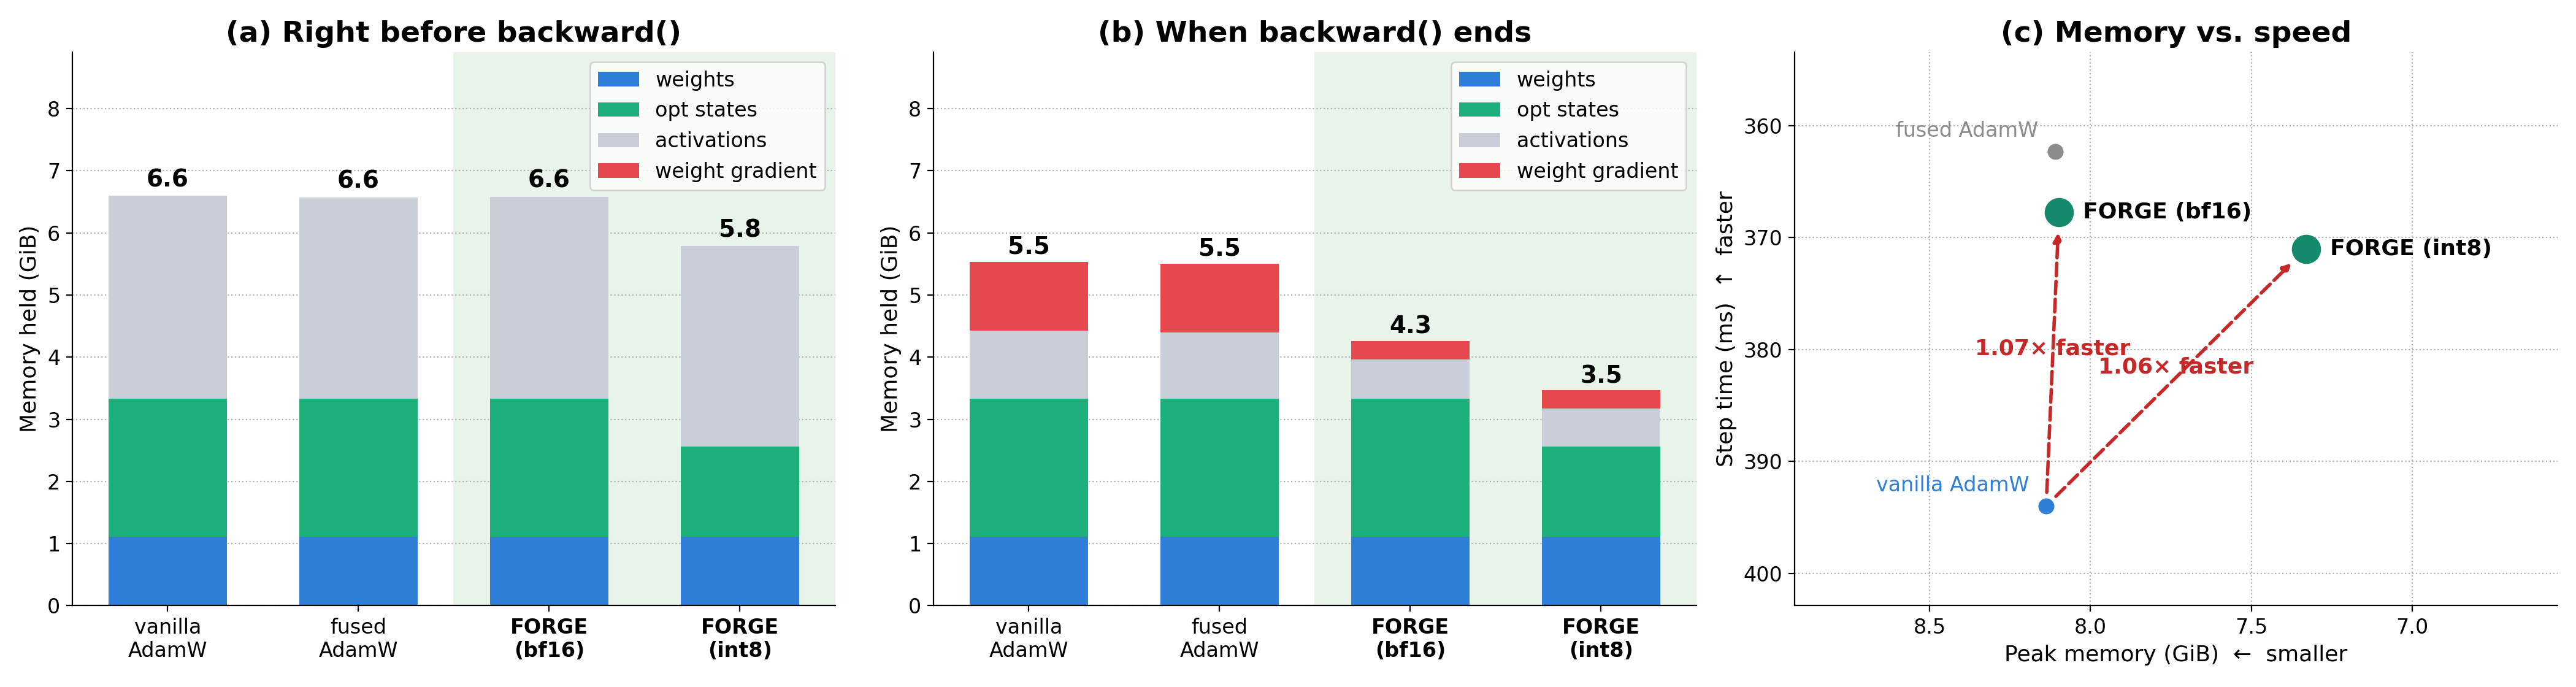 (a) Right before backward()
Memory held (GiB)
8
7
6
5
4
3
2
1
0
weights
opt states
activations
weight gradient
6.6
6.6
6.6
5.8
vanilla
AdamW
fused
AdamW
FORGE
(bf16)
FORGE
(int8)
(b) When backward() ends
Memory held (GiB)
8
7
6
5
4
3
2
1
0
weights
opt states
activations
weight gradient
5.5
5.5
4.3
3.5
vanilla
AdamW
fused
AdamW
FORGE
(bf16)
FORGE
(int8)
(c) Memory vs. speed
Step time (ms) ↑ faster
360
370
380
390
400
fused AdamW
FORGE (bf16)
FORGE (int8)
1.07× faster
1.06× faster
vanilla AdamW
8.5
8.0
7.5
7.0
Peak memory (GiB) ← smaller